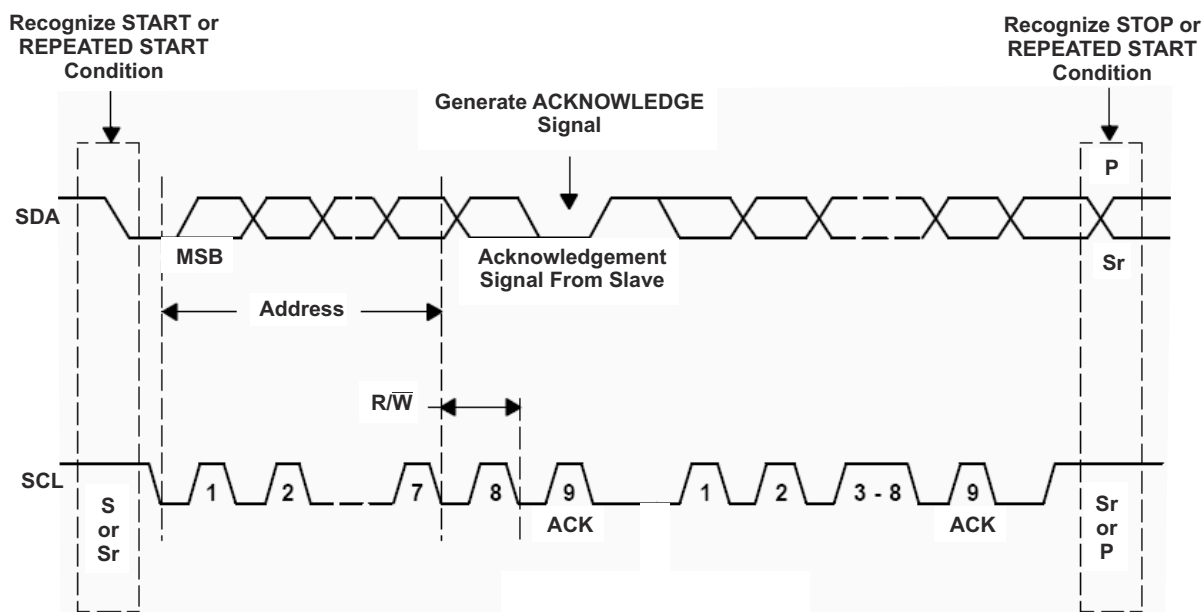 Recognize START or
REPEATED START
Condition
Recognize STOP or
REPEATED START
Condition
Generate ACKNOWLEDGE
Signal
P
SDA
MSB
Acknowledgement
Signal From Slave
Sr
Address
R/W̅
SCL
1
2
7
8
9
1
2
3 - 8
9
ACK
ACK
S
or
Sr
Sr
or
P